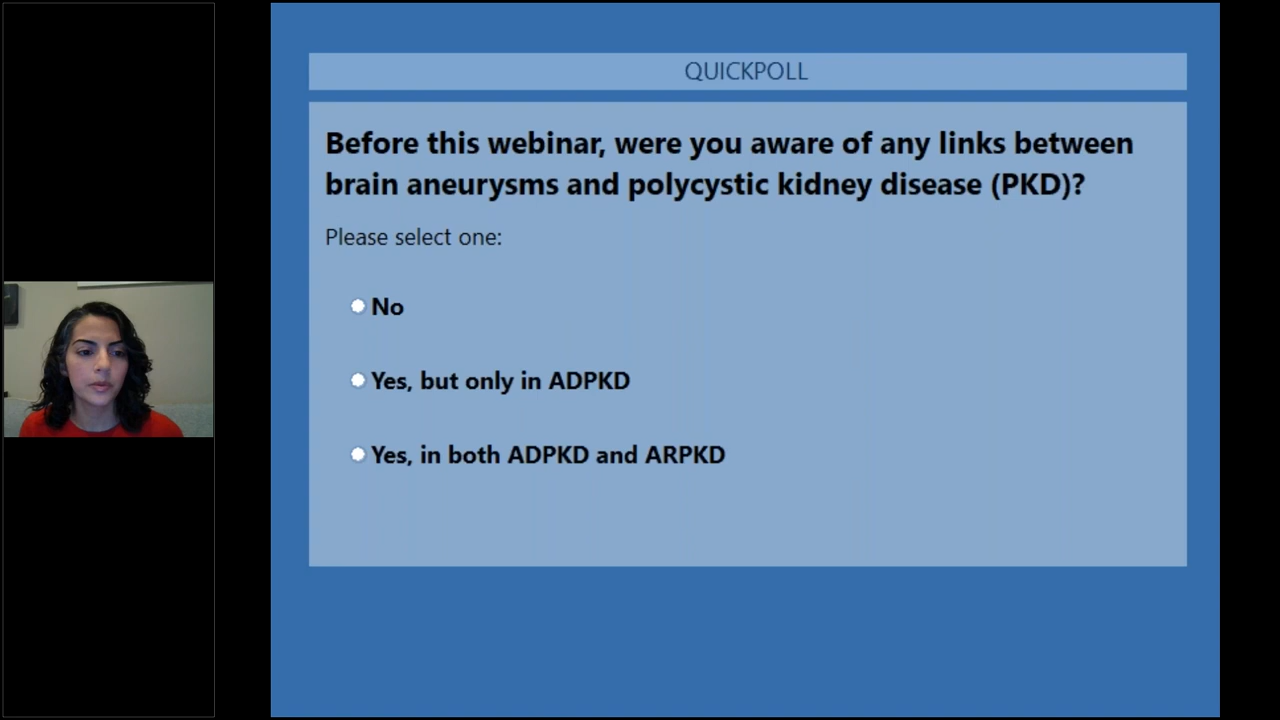 QUICKPOLL
Before this webinar, were you aware of any links between
brain aneurysms and polycystic kidney disease (PKD)?
Please select one:
No
Yes, but only in ADPKD
Yes, in both ADPKD and ARPKD